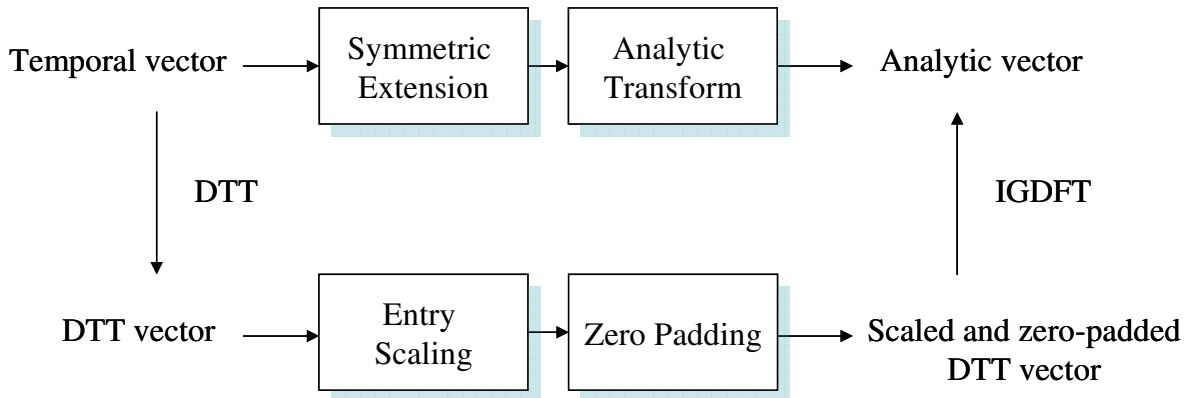 Temporal vector
Symmetric
Extension
Analytic
Transform
Analytic vector
DTT
IGDFT
DTT vector
Entry
Scaling
Zero Padding
Scaled and zero-padded
DTT vector